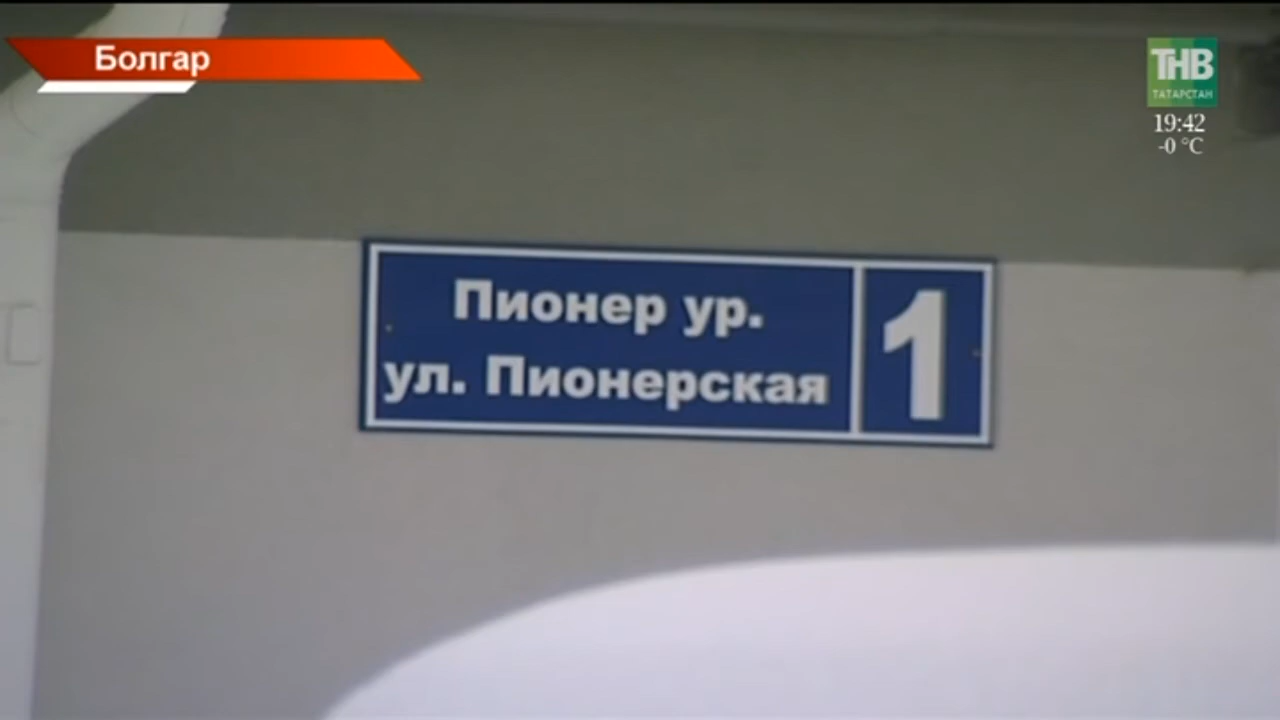 Болгар
ТНВ
ТАТАРСТАН
19:42
-0 °C
Пионер ур.
ул. Пионерская
1